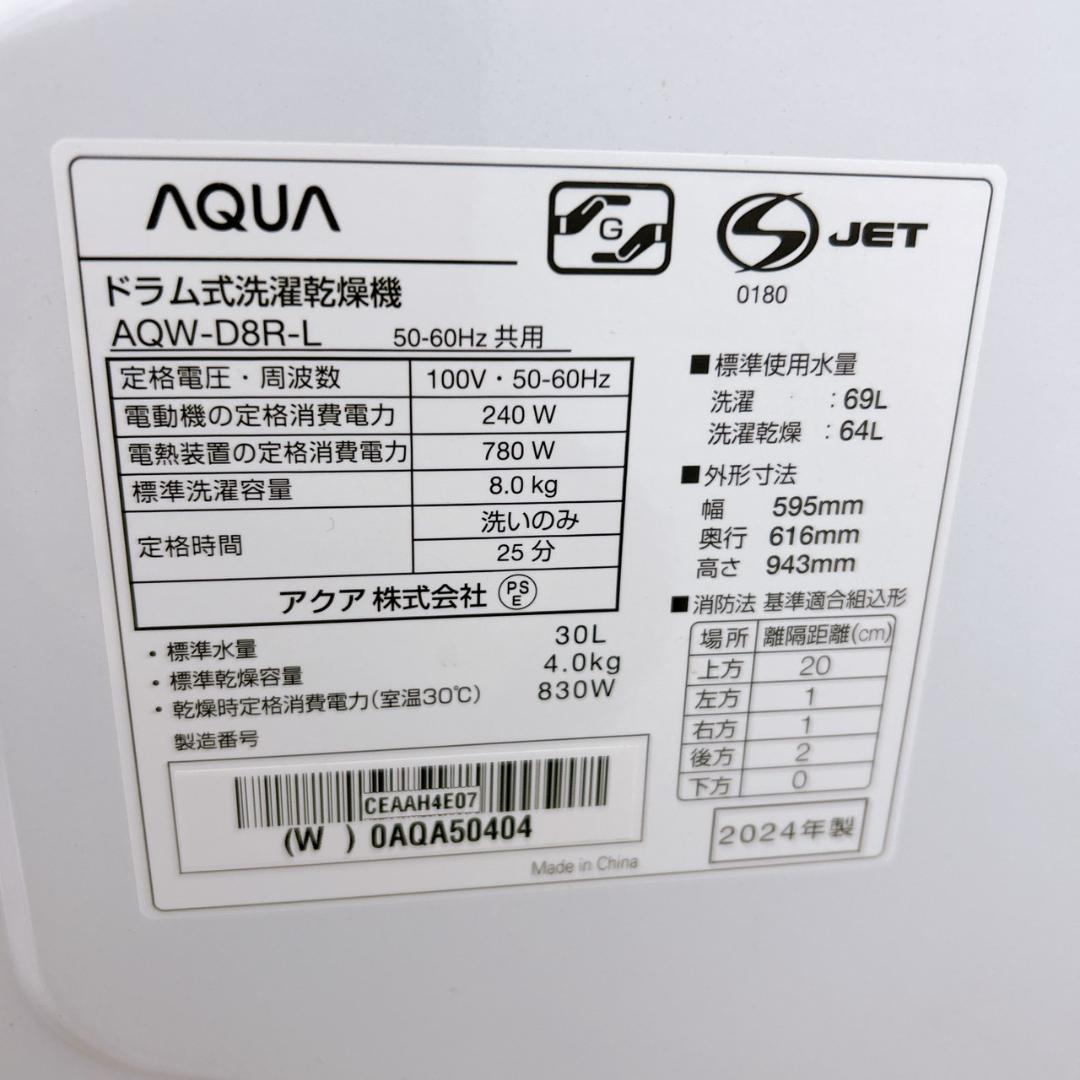 AQUA
G
S JET
0180
ドラム式洗濯乾燥機
AQW-D8R-L 50-60Hz 共用
定格電圧・周波数 100V・50-60Hz
電動機の定格消費電力 240 W
電熱装置の定格消費電力 780 W
標準洗濯容量 8.0 kg
定格時間 洗いのみ
25 分
アクア 株式会社 PSE
・標準水量 30L
・標準乾燥容量 4.0kg
・乾燥時定格消費電力(室温30℃) 830W
製造番号
CEAAH4E07
(W ) 0AQA50404
Made in China
■標準使用水量
洗濯 : 69L
洗濯乾燥 : 64L
■外形寸法
幅 595mm
奥行 616mm
高さ 943mm
■消防法 基準適合組込形
場所 離隔距離(cm)
上方 20
左方 1
右方 1
後方 2
下方 0
2024年製